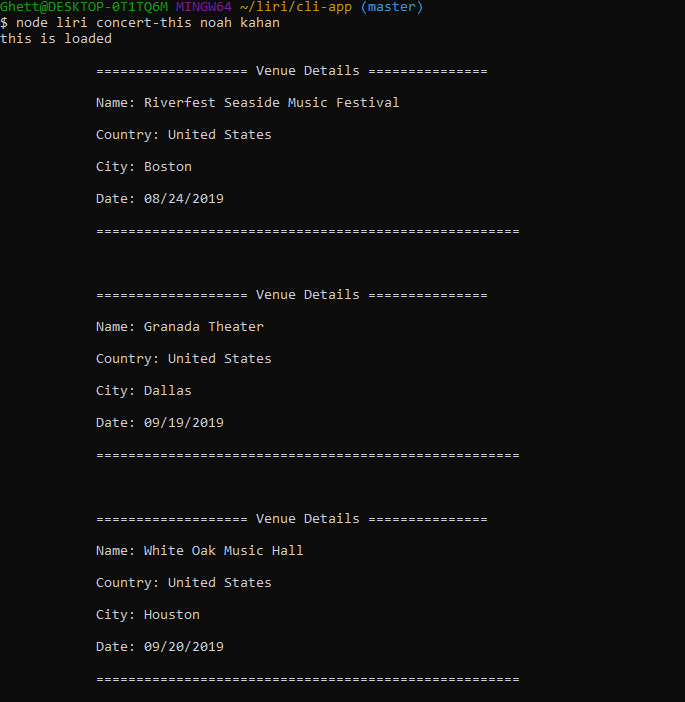 Ghett@DESKTOP-0T1TQ6M MINGW64 ~/liri/cli-app (master)
$ node liri concert-this noah kahan
this is loaded
=================== Venue Details ===============
Name: Riverfest Seaside Music Festival
Country: United States
City: Boston
Date: 08/24/2019
=====================================================
=================== Venue Details ===============
Name: Granada Theater
Country: United States
City: Dallas
Date: 09/19/2019
=====================================================
=================== Venue Details ===============
Name: White Oak Music Hall
Country: United States
City: Houston
Date: 09/20/2019
=====================================================